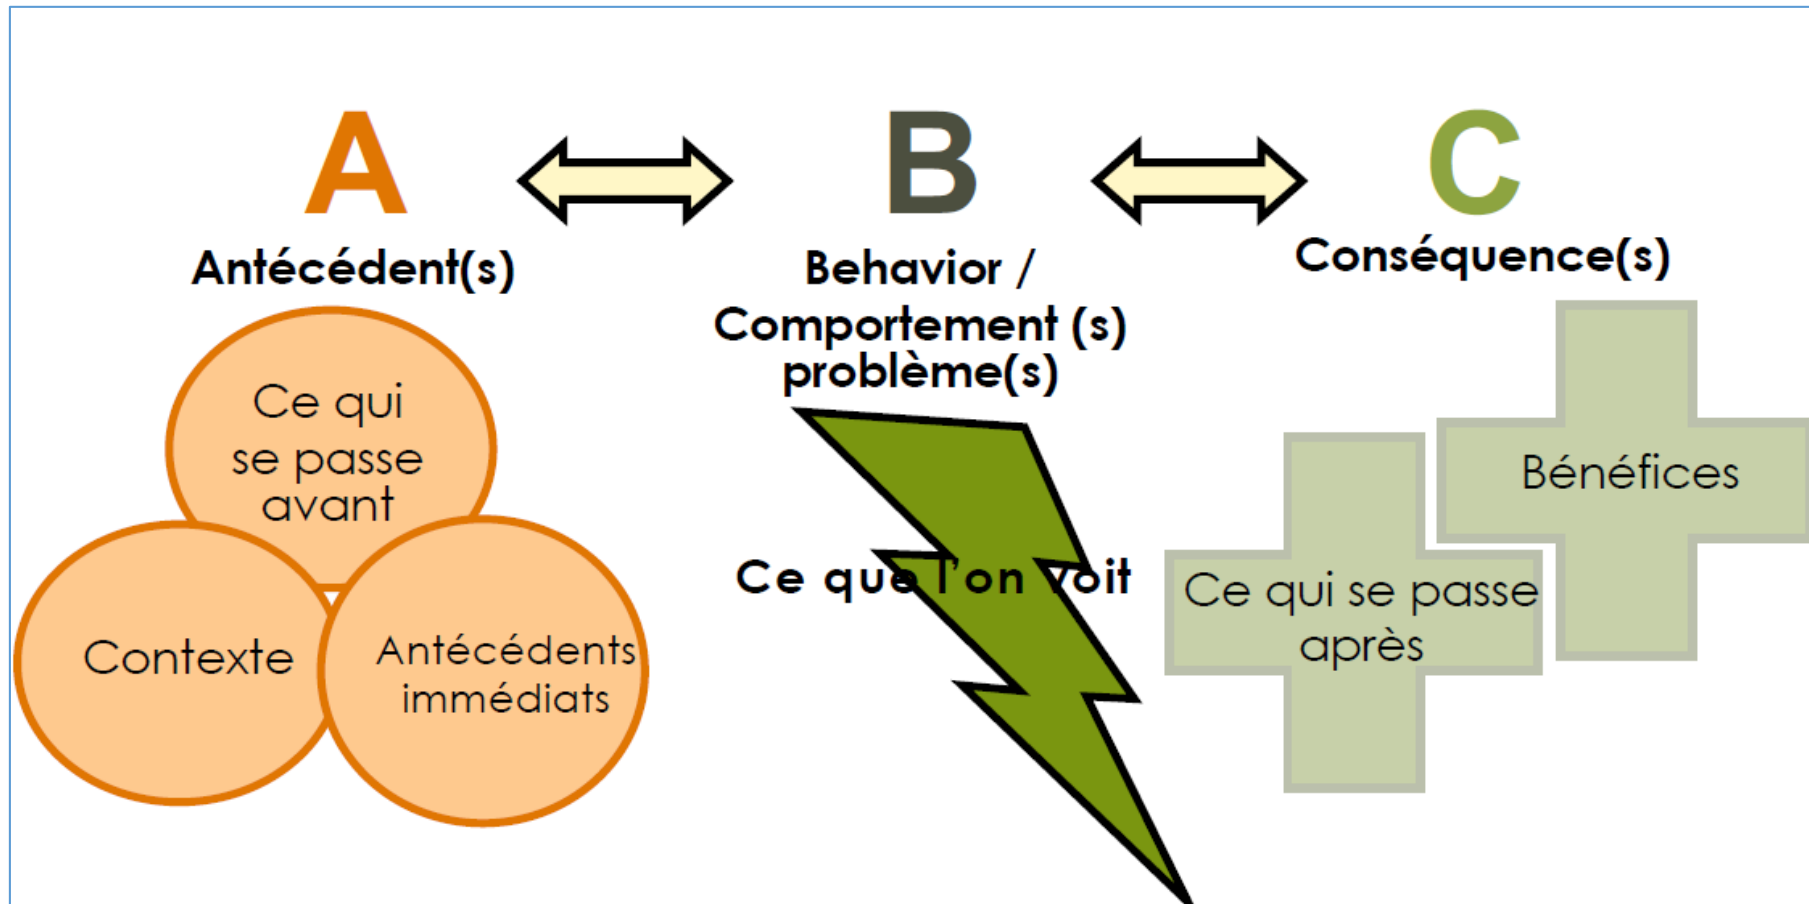 A
Antécédent(s)
Ce qui
se passe
avant
Contexte
Antécédents
immédiats
B
Behavior /
Comportement (s)
problème(s)
Ce que l'on voit
C
Conséquence(s)
Bénéfices
Ce qui se passe
après